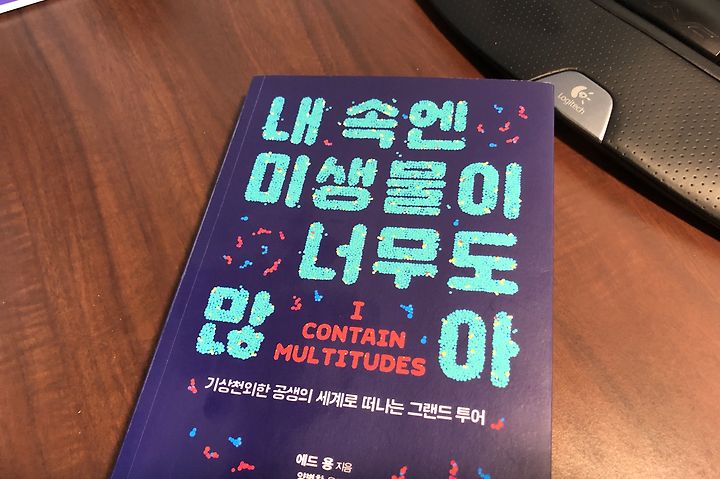 내 속엔
미생물이
너무도
많아
I
CONTAIN
MULTITUDES
기상천외한 공생의 세계로 떠나는 그랜드 투어
에드 용 지음
Logitech